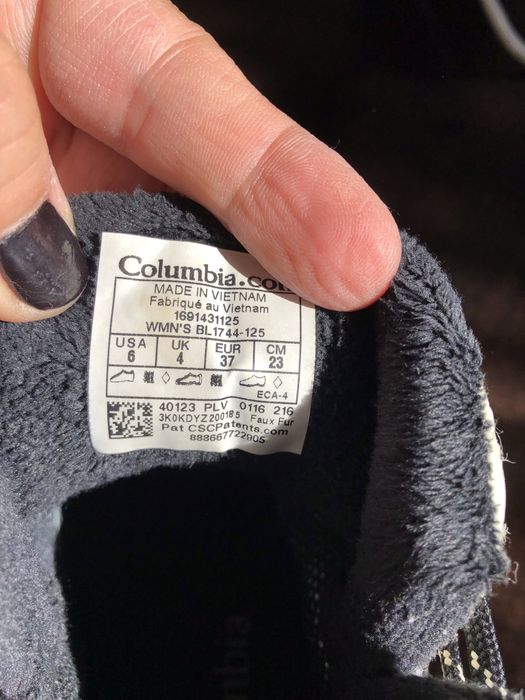 Columbia.com
MADE IN VIETNAM
Fabriqué au Vietnam
1691431125
WMN'S BL1744-125
USA UK EUR CM
6 4 37 23
ECA-4
40123 PLV 0116 216
3K0KDYZ200185 Faux Fur
Pat CSCPatents.com
888667722905
Columbia